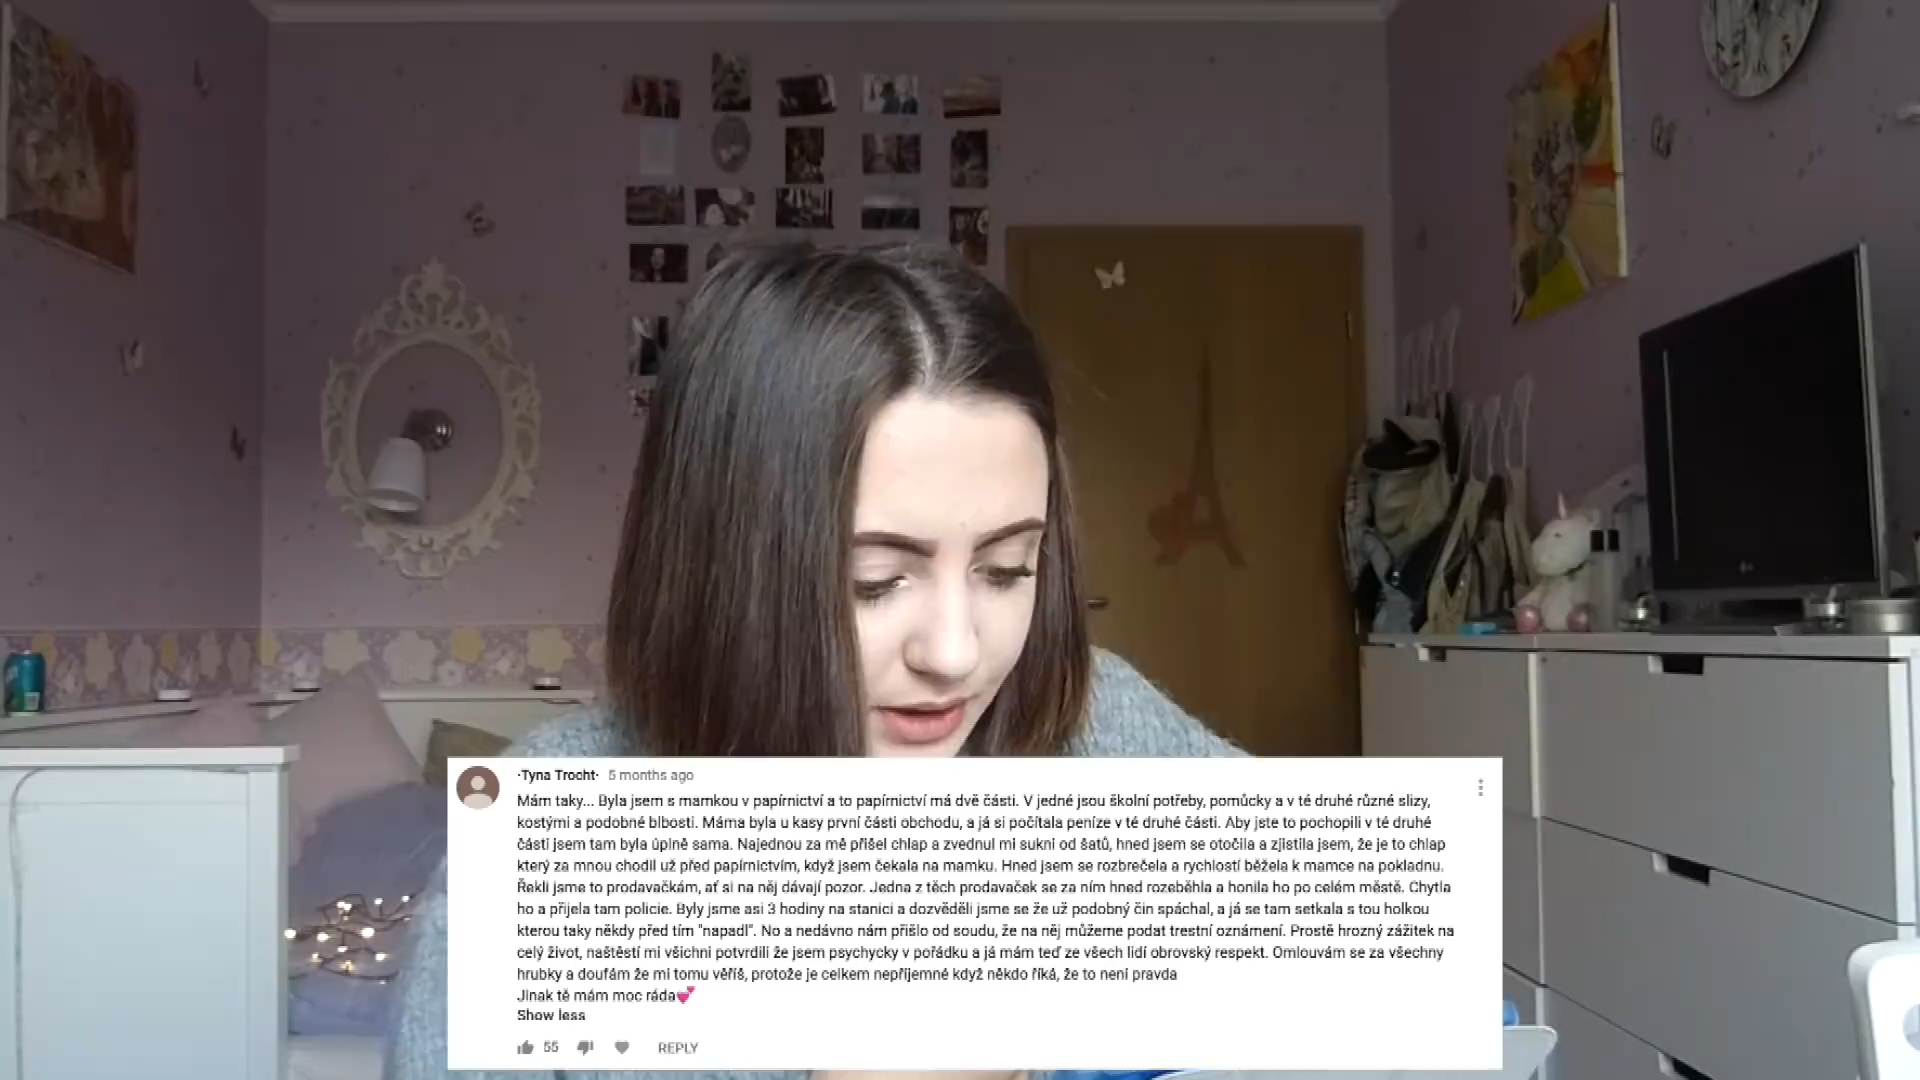 ·Tyna Trocht· 5 months ago
Mám taky... Byla jsem s mamkou v papírnictví a to papírnictví má dvě části. V jedné jsou školní potřeby, pomůcky a v té druhé různé slizy,
kostými a podobné blbosti. Máma byla u kasy první části obchodu, a já si počítala peníze v té druhé části. Aby jste to pochopili v té druhé
části jsem tam byla úplně sama. Najednou za mě přišel chlap a zvednul mi sukni od šatů, hned jsem se otočila a zjistila jsem, že je to chlap
který za mnou chodil už před papírnictvím, když jsem čekala na mamku. Hned jsem se rozbrečela a rychlostí běžela k mamce na pokladnu.
Řekli jsme to prodavačkám, ať si na něj dávají pozor. Jedna z těch prodavaček se za ním hned rozeběhla a honila ho po celém městě. Chytla
ho a přijela tam policie. Byly jsme asi 3 hodiny na stanici a dozvěděli jsme se že už podobný čin spáchal, a já se tam setkala s tou holkou
kterou taky někdy před tím "napadl". No a nedávno nám přišlo od soudu, že na něj můžeme podat trestní oznámení. Prostě hrozný zážitek na
celý život, naštěstí mi všichni potvrdili že jsem psychycky v pořádku a já mám teď ze všech lidí obrovský respekt. Omlouvám se za všechny
hrubky a doufám že mi tomu věříš, protože je celkem nepříjemné když někdo říká, že to není pravda
Jinak tě mám moc ráda💕
Show less
55 REPLY